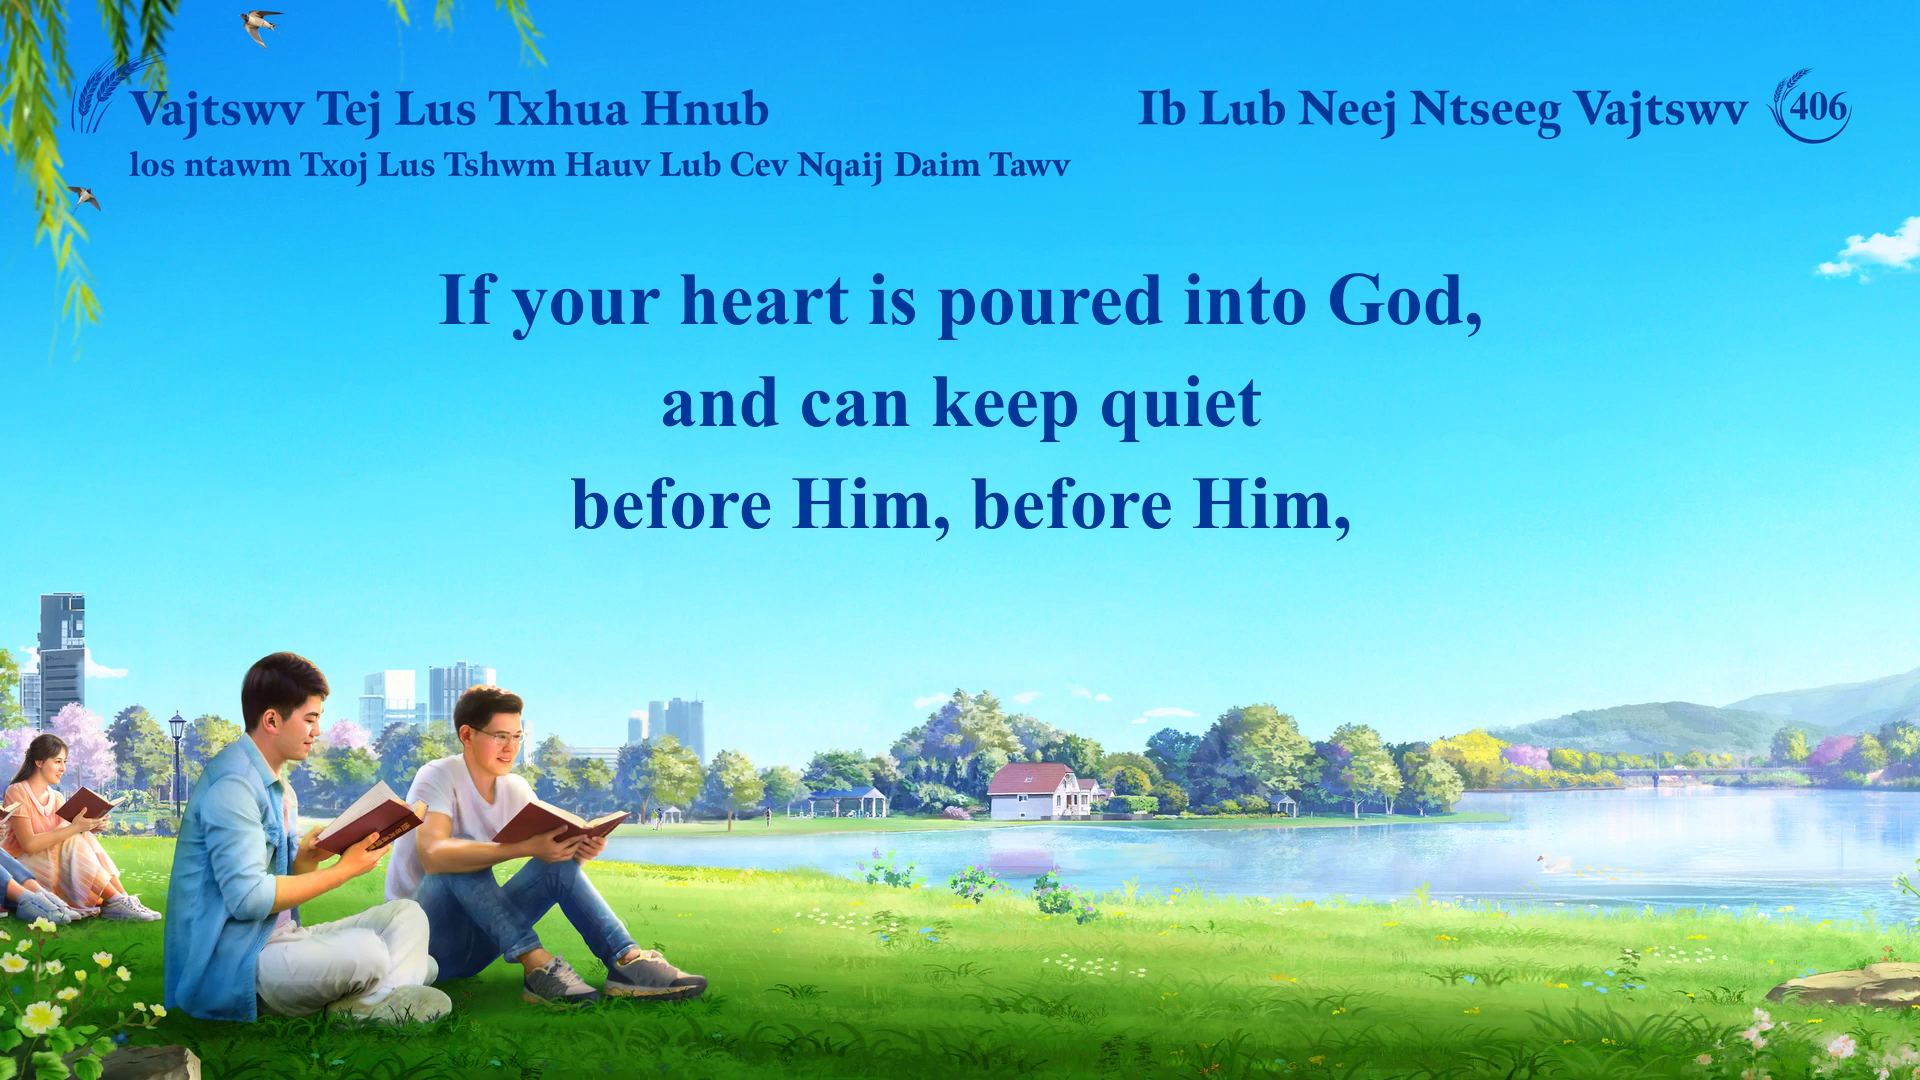 Vajtswv Tej Lus Txhua Hnub
los ntawm Txoj Lus Tshwm Hauv Lub Cev Nqaij Daim Tawv
Ib Lub Neej Ntseeg Vajtswv 406
If your heart is poured into God,
and can keep quiet
before Him, before Him,